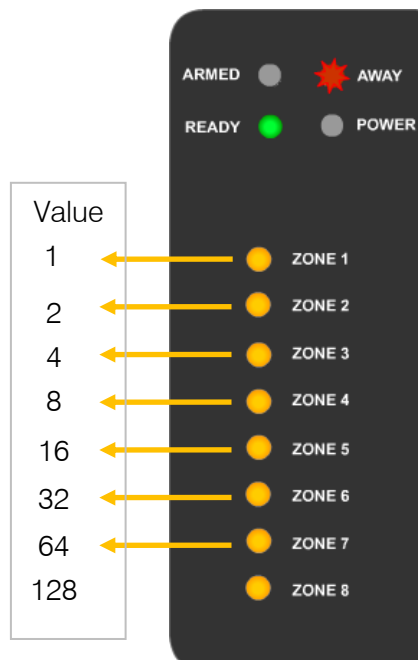 ARMED AWAY
READY POWER
Value
1 ZONE 1
2 ZONE 2
4 ZONE 3
8 ZONE 4
16 ZONE 5
32 ZONE 6
64 ZONE 7
128 ZONE 8